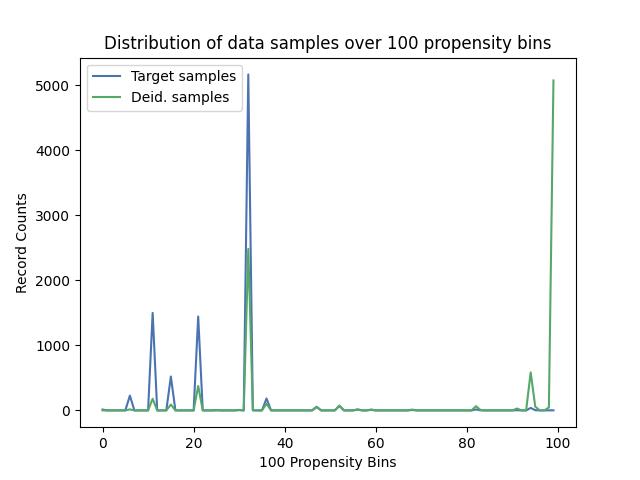 Distribution of data samples over 100 propensity bins
Target samples
Deid. samples
Record Counts
5000
4000
3000
2000
1000
0
0 20 40 60 80 100
100 Propensity Bins